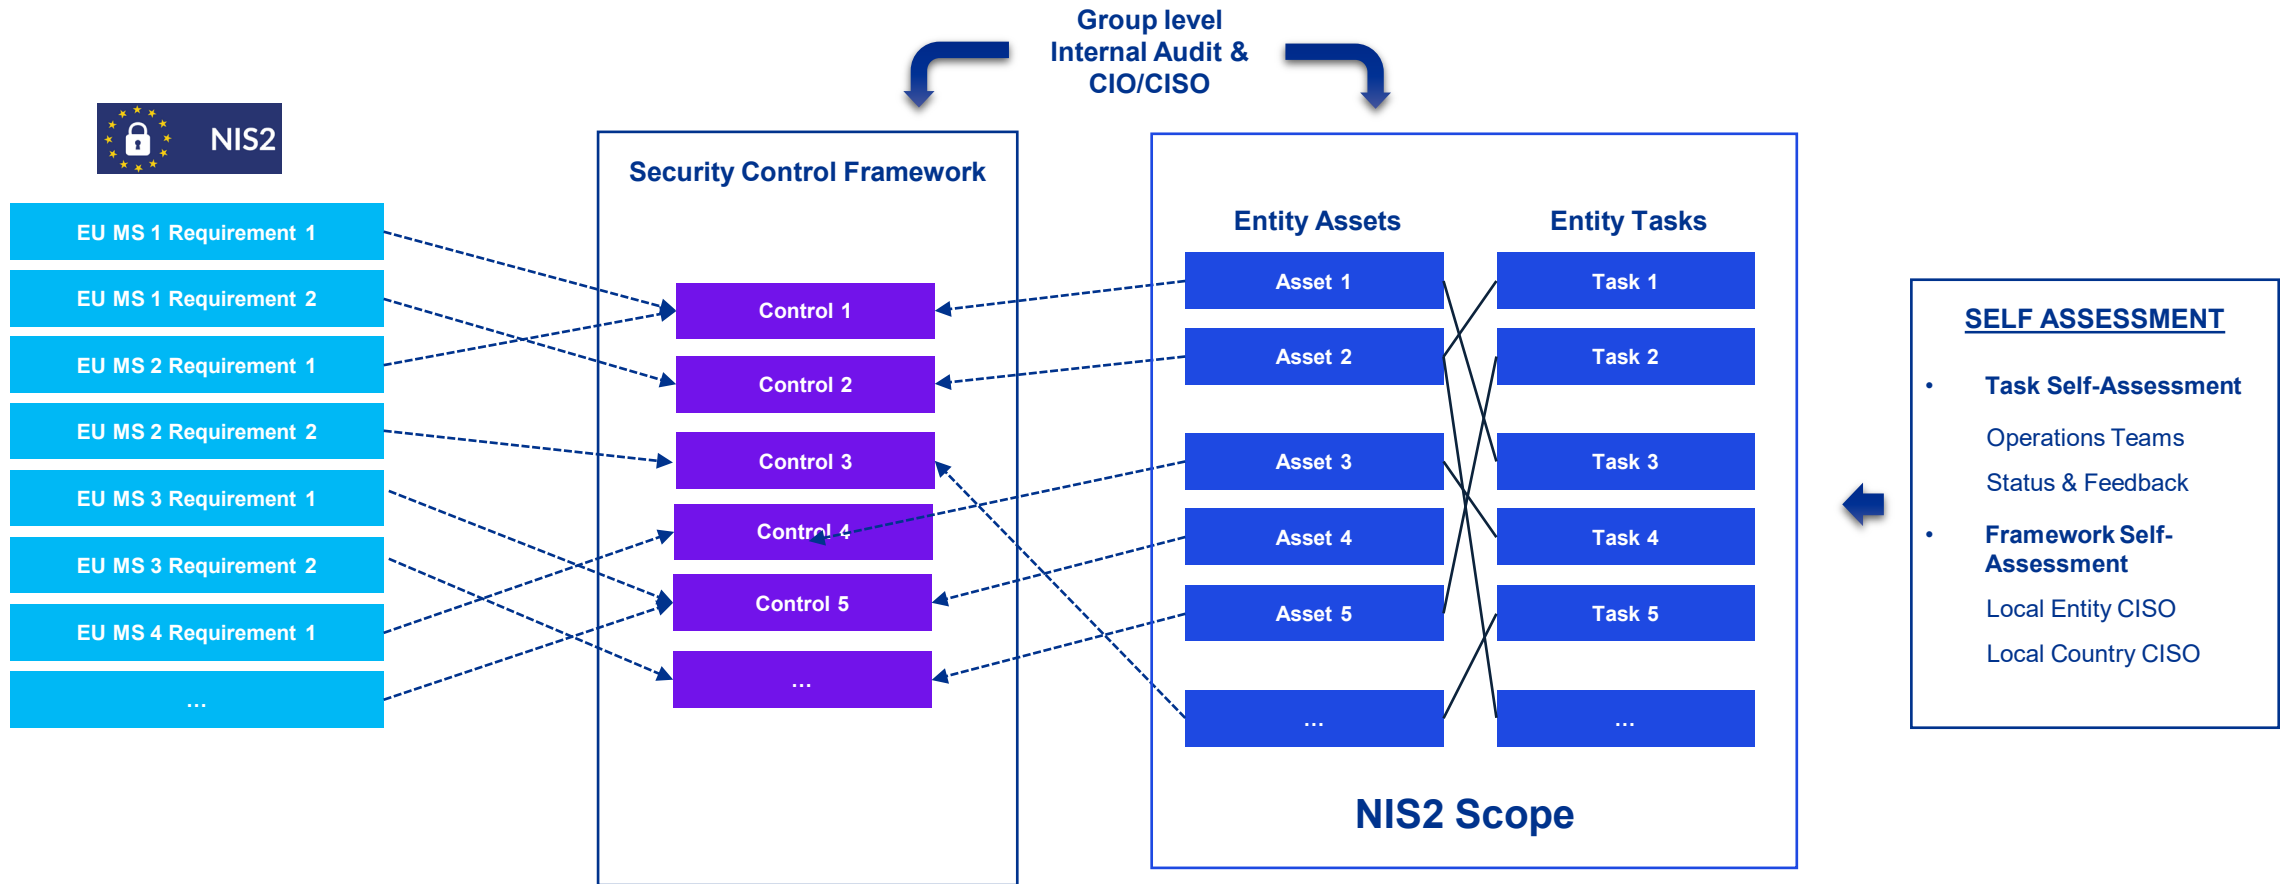 Group level
Internal Audit &
CIO/CISO
NIS2
EU MS 1 Requirement 1
EU MS 1 Requirement 2
EU MS 2 Requirement 1
EU MS 2 Requirement 2
EU MS 3 Requirement 1
EU MS 3 Requirement 2
EU MS 4 Requirement 1
...
Security Control Framework
Control 1
Control 2
Control 3
Control 4
Control 5
...
Entity Assets
Asset 1
Asset 2
Asset 3
Asset 4
Asset 5
...
Entity Tasks
Task 1
Task 2
Task 3
Task 4
Task 5
...
NIS2 Scope
SELF ASSESSMENT
• Task Self-Assessment
Operations Teams
Status & Feedback
• Framework Self-
Assessment
Local Entity CISO
Local Country CISO